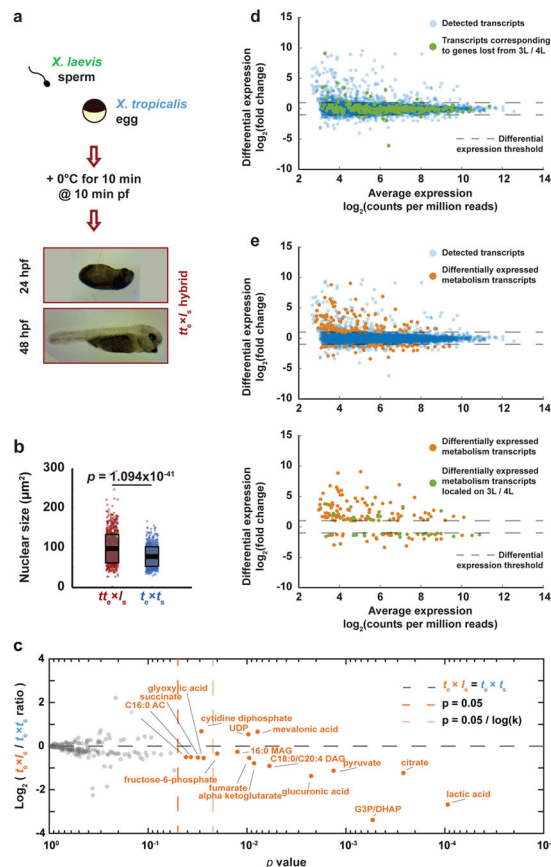 a
X. laevis
sperm
X. tropicalis
egg
+ 0°C for 10 min
@ 10 min pf
24 hpf
48 hpf
tte×ls hybrid
b
Nuclear size (µm²)
300
200
100
0
p = 1.094x10-41
tte×ls
te×ts
c
Log2 ( te×ls / te×ts ratio )
4
2
0
-2
-4
glyoxylic acid
succinate
C16:0 AC
cytidine diphosphate
UDP
mevalonic acid
16:0 MAG
C18:0/C20:4 DAG
fructose-6-phosphate
fumarate
alpha ketoglutarate
glucuronic acid
pyruvate
citrate
G3P/DHAP
lactic acid
te × ls = te × ts
p = 0.05
p = 0.05 / log(k)
10⁰
10⁻¹
10⁻²
10⁻³
10⁻⁴
10⁻⁵
p value
d
Differential expression
log2(fold change)
15
10
5
0
-5
-10
Detected transcripts
Transcripts corresponding
to genes lost from 3L / 4L
Differential
expression threshold
2 4 6 8 10 12 14
Average expression
log2(counts per million reads)
e
Differential expression
log2(fold change)
15
10
5
0
-5
-10
Detected transcripts
Differentially expressed
metabolism transcripts
2 4 6 8 10 12 14
Differential expression
log2(fold change)
15
10
5
0
-5
-10
Differentially expressed
metabolism transcripts
Differentially expressed
metabolism transcripts
located on 3L / 4L
Differential
expression threshold
2 4 6 8 10 12 14
Average expression
log2(counts per million reads)